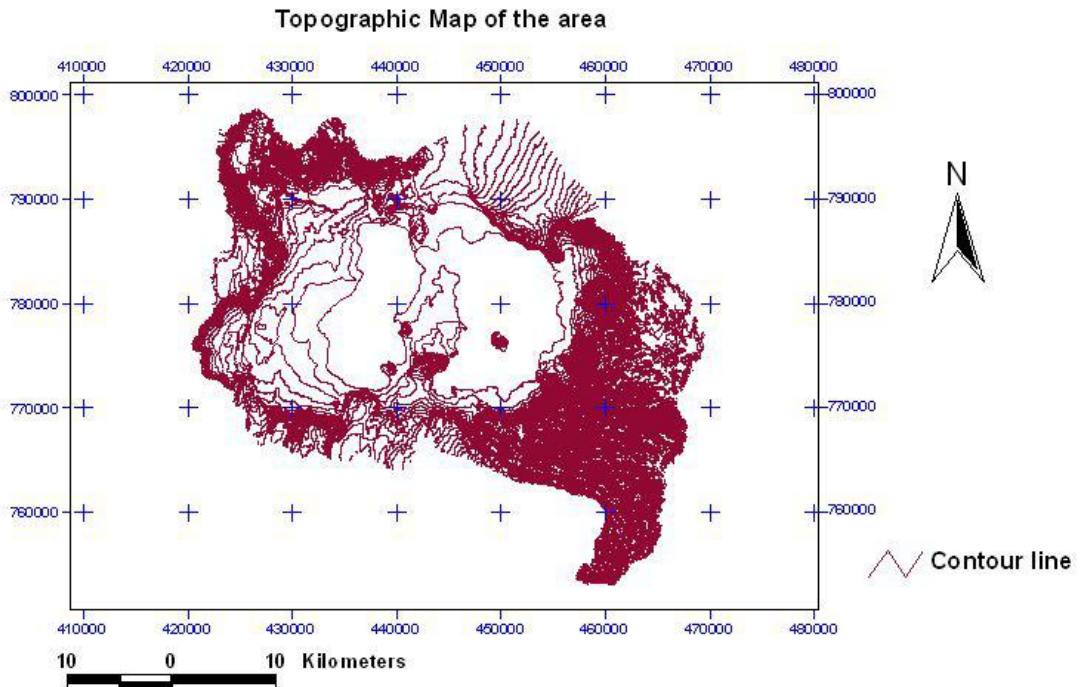 Topographic Map of the area
410000 420000 430000 440000 450000 460000 470000 480000
800000 800000
N
790000 790000
780000 780000
770000 770000
760000 760000
Contour line
410000 420000 430000 440000 450000 460000 470000 480000
10 0 10 Kilometers